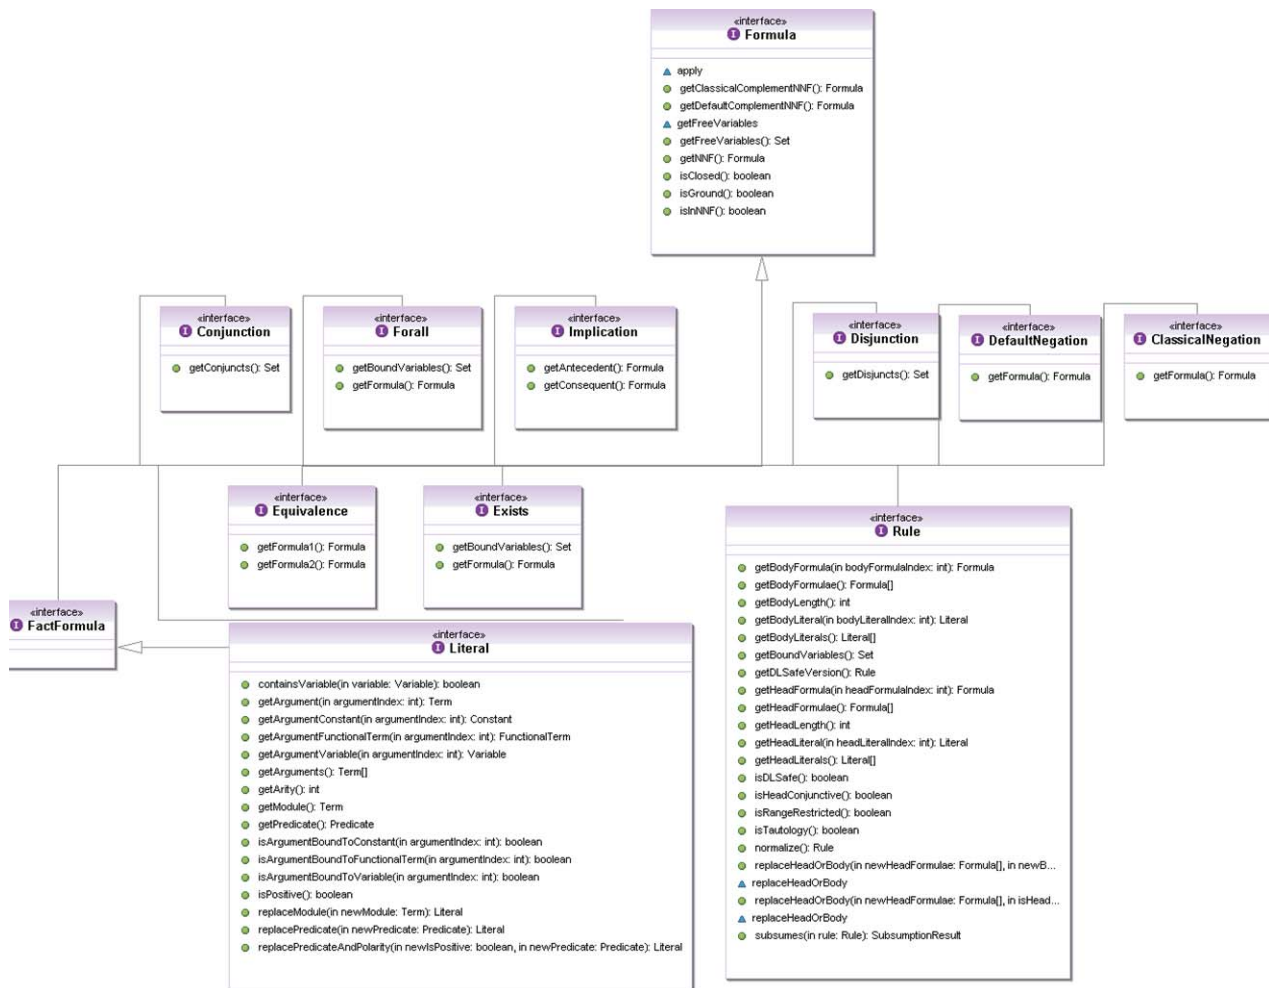 «interface»
Formula
apply
getClassicalComplementNNF(): Formula
getDefaultComplementNNF(): Formula
getFreeVariables
getFreeVariables(): Set
getNNF(): Formula
isClosed(): boolean
isGround(): boolean
isInNNF(): boolean
«interface»
Conjunction
getConjuncts(): Set
«interface»
Forall
getBoundVariables(): Set
getFormula(): Formula
«interface»
Implication
getAntecedent(): Formula
getConsequent(): Formula
«interface»
Disjunction
getDisjuncts(): Set
«interface»
DefaultNegation
getFormula(): Formula
«interface»
ClassicalNegation
getFormula(): Formula
«interface»
Equivalence
getFormula1(): Formula
getFormula2(): Formula
«interface»
Exists
getBoundVariables(): Set
getFormula(): Formula
«interface»
Rule
getBodyFormula(in bodyFormulaIndex: int): Formula
getBodyFormulae(): Formula[]
getBodyLength(): int
getBodyLiteral(in bodyLiteralIndex: int): Literal
getBodyLiterals(): Literal[]
getBoundVariables(): Set
getDLSafeVersion(): Rule
getHeadFormula(in headFormulaIndex: int): Formula
getHeadFormulae(): Formula[]
getHeadLength(): int
getHeadLiteral(in headLiteralIndex: int): Literal
getHeadLiterals(): Literal[]
isDLSafe(): boolean
isHeadConjunctive(): boolean
isRangeRestricted(): boolean
isTautology(): boolean
normalize(): Rule
replaceHeadOrBody(in newHeadFormulae: Formula[], in newB...
replaceHeadOrBody
replaceHeadOrBody(in newHeadFormulae: Formula[], in isHead...
replaceHeadOrBody
subsumes(in rule: Rule): SubsumptionResult
«interface»
FactFormula
«interface»
Literal
containsVariable(in variable: Variable): boolean
getArgument(in argumentIndex: int): Term
getArgumentConstant(in argumentIndex: int): Constant
getArgumentFunctionalTerm(in argumentIndex: int): FunctionalTerm
getArgumentVariable(in argumentIndex: int): Variable
getArguments(): Term[]
getArity(): int
getModule(): Term
getPredicate(): Predicate
isArgumentBoundToConstant(in argumentIndex: int): boolean
isArgumentBoundToFunctionalTerm(in argumentIndex: int): boolean
isArgumentBoundToVariable(in argumentIndex: int): boolean
isPositive(): boolean
replaceModule(in newModule: Term): Literal
replacePredicate(in newPredicate: Predicate): Literal
replacePredicateAndPolarity(in newIsPositive: boolean, in newPredicate: Predicate): Literal